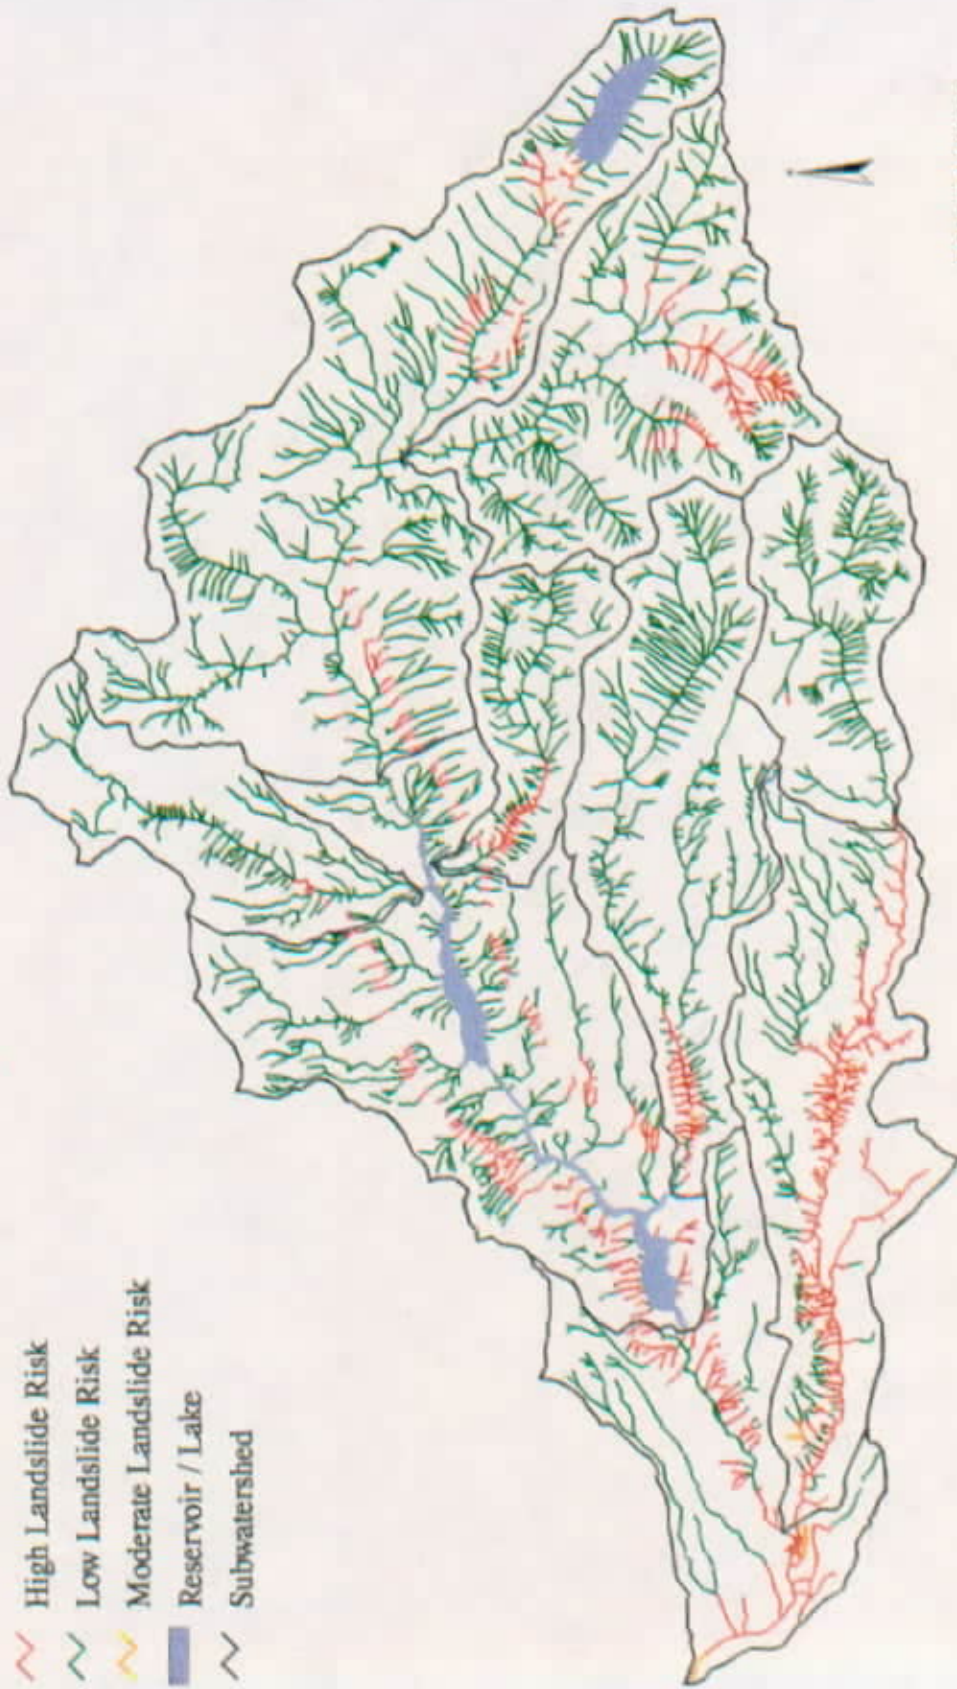 High Landslide Risk
Low Landslide Risk
Moderate Landslide Risk
Reservoir / Lake
Subwatershed